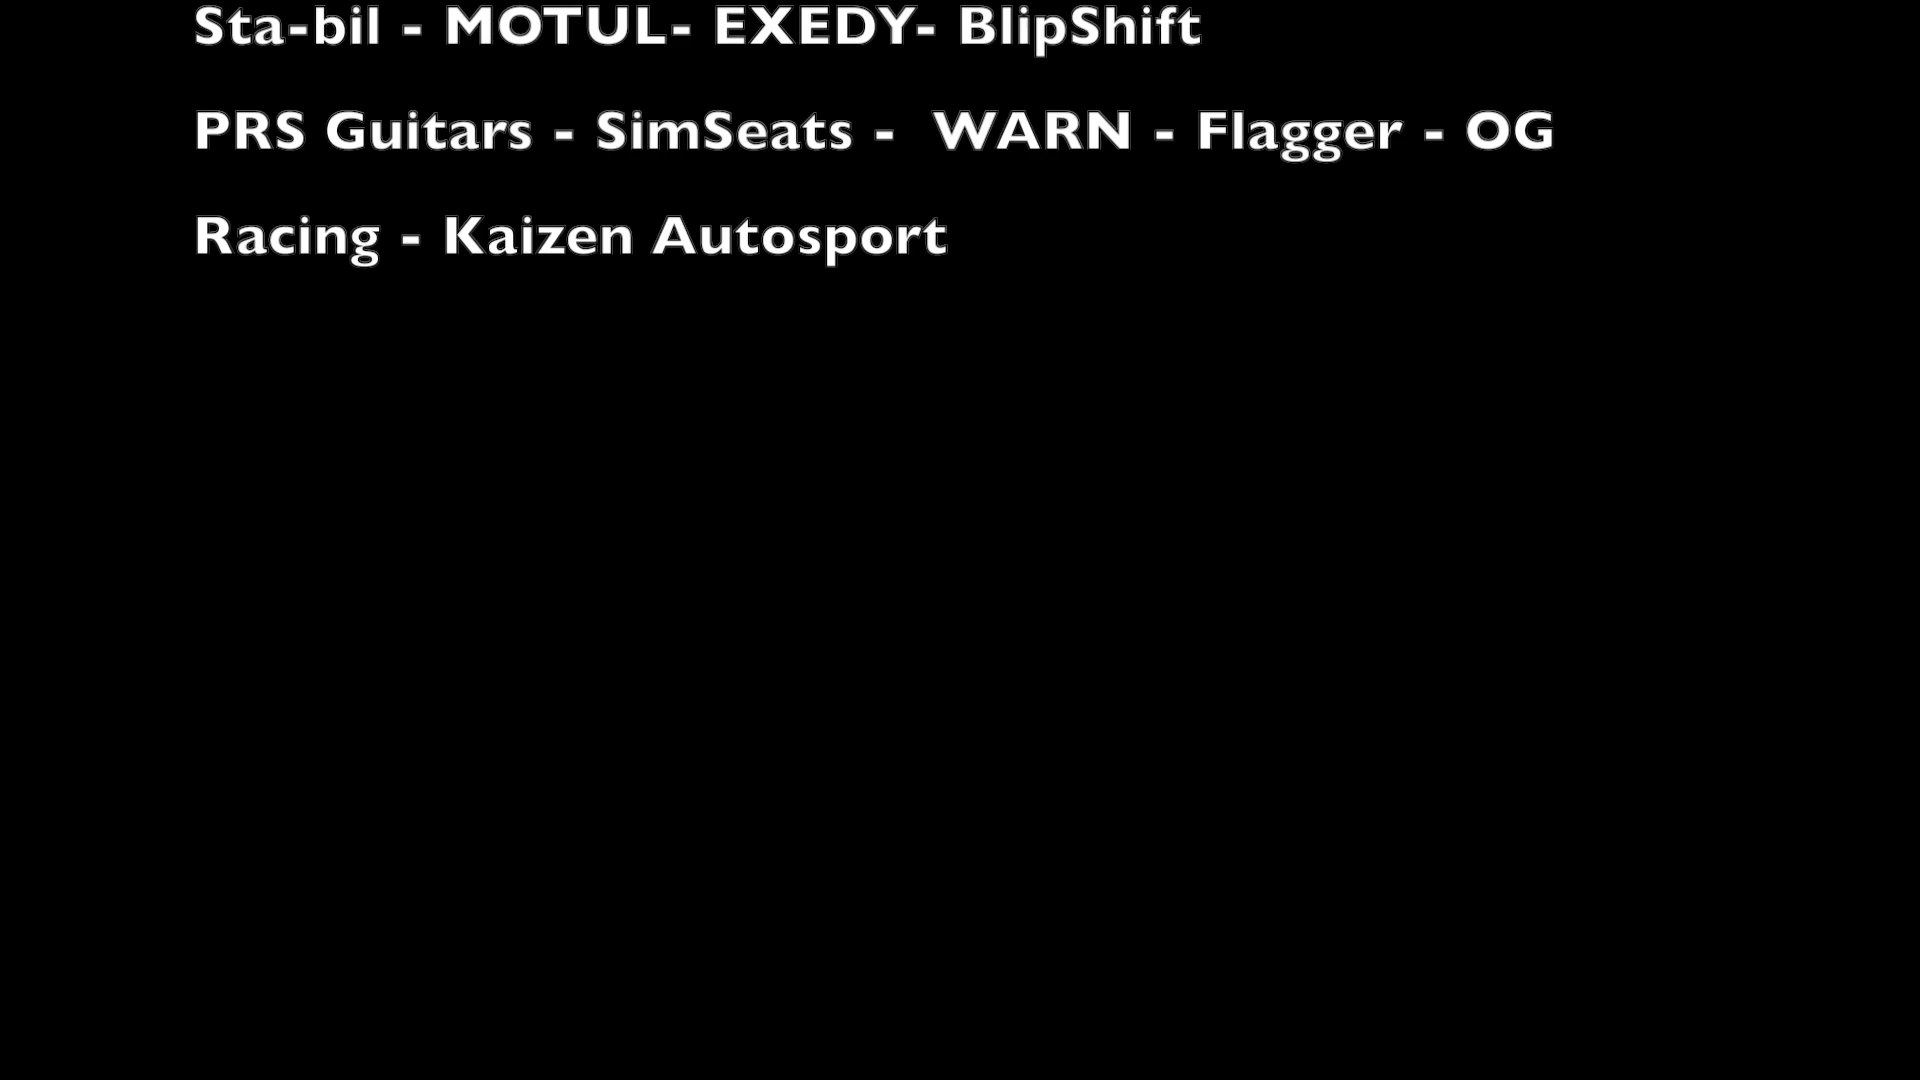 Sta-bil - MOTUL- EXEDY- BlipShift
PRS Guitars - SimSeats -  WARN - Flagger - OG
Racing - Kaizen Autosport